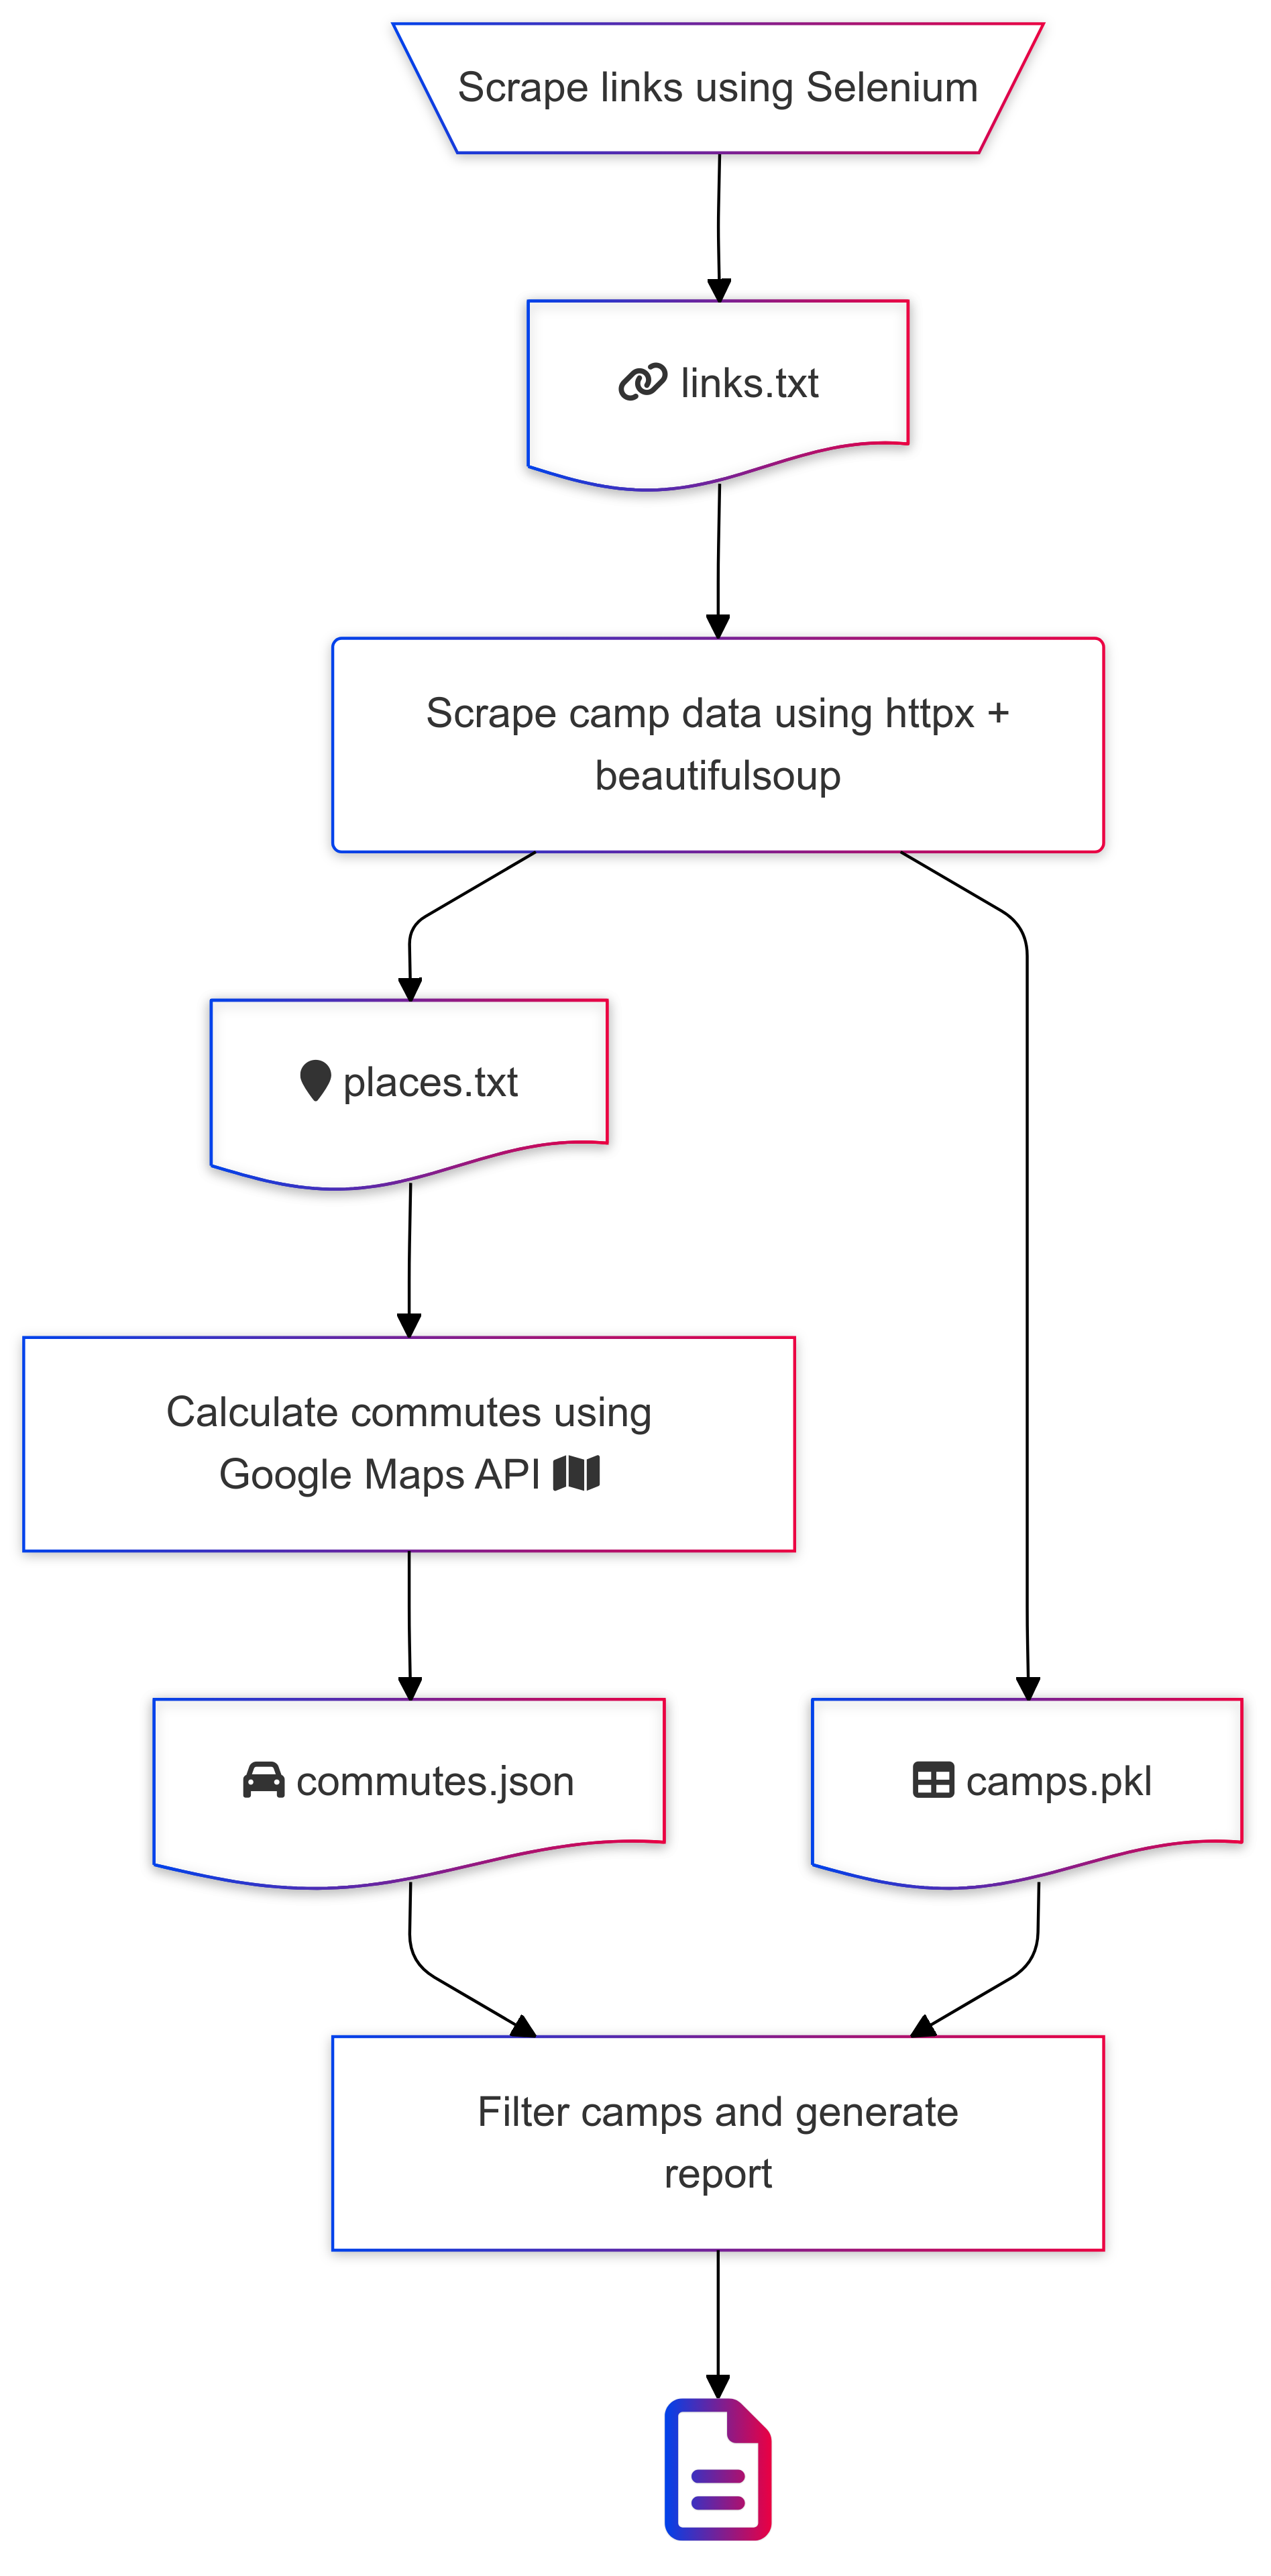 Scrape links using Selenium
links.txt
Scrape camp data using httpx +
beautifulsoup
places.txt
Calculate commutes using
Google Maps API
commutes.json
camps.pkl
Filter camps and generate
report